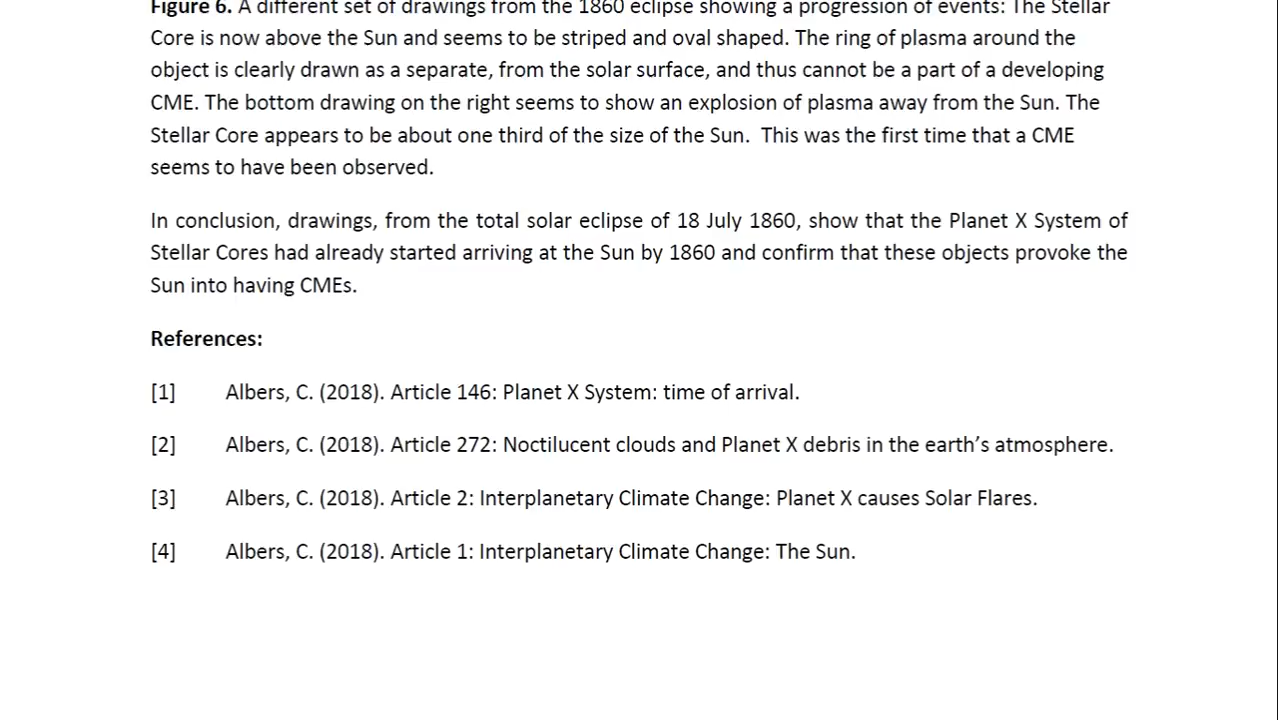 Figure 6. A different set of drawings from the 1860 eclipse showing a progression of events: The Stellar
Core is now above the Sun and seems to be striped and oval shaped. The ring of plasma around the
object is clearly drawn as a separate, from the solar surface, and thus cannot be a part of a developing
CME. The bottom drawing on the right seems to show an explosion of plasma away from the Sun. The
Stellar Core appears to be about one third of the size of the Sun.  This was the first time that a CME
seems to have been observed.
In conclusion, drawings, from the total solar eclipse of 18 July 1860, show that the Planet X System of
Stellar Cores had already started arriving at the Sun by 1860 and confirm that these objects provoke the
Sun into having CMEs.
References:
[1] Albers, C. (2018). Article 146: Planet X System: time of arrival.
[2] Albers, C. (2018). Article 272: Noctilucent clouds and Planet X debris in the earth’s atmosphere.
[3] Albers, C. (2018). Article 2: Interplanetary Climate Change: Planet X causes Solar Flares.
[4] Albers, C. (2018). Article 1: Interplanetary Climate Change: The Sun.